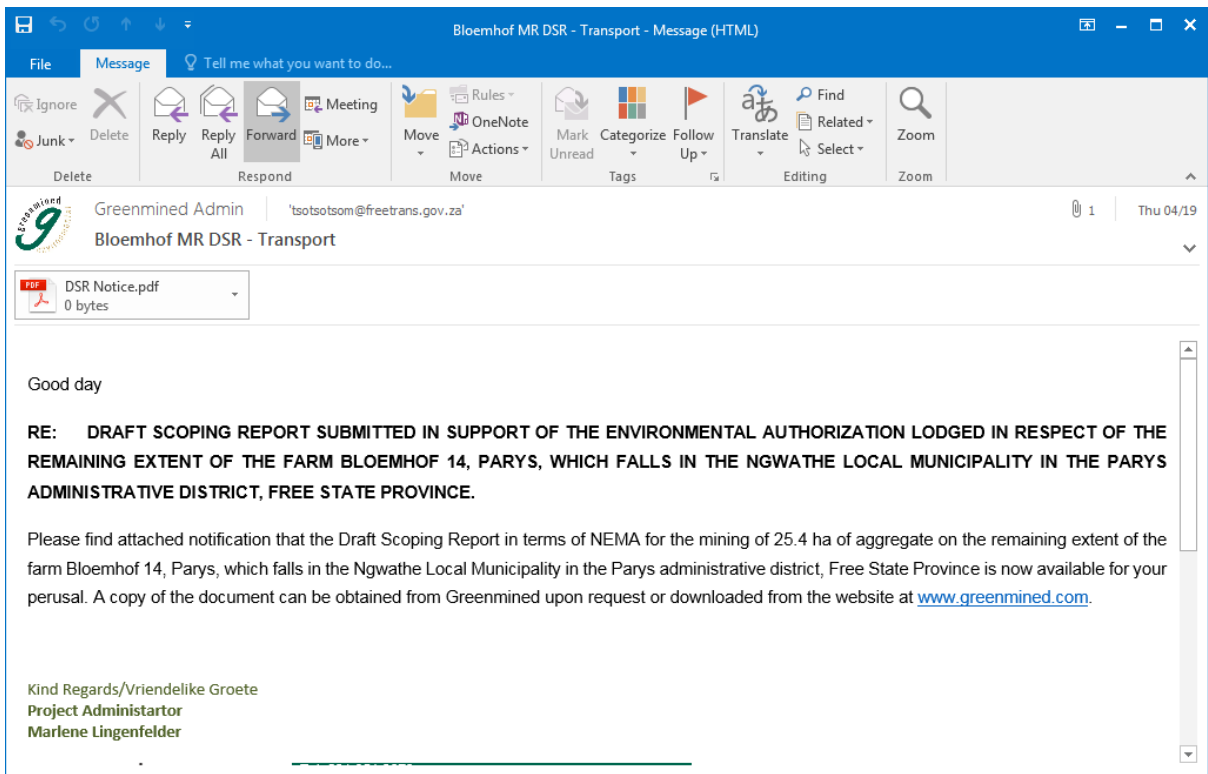 Bloemhof MR DSR - Transport - Message (HTML)
File Message Tell me what you want to do...
Ignore Delete Junk
Reply Reply All Forward Meeting More
Move Rules OneNote Actions
Mark Unread Categorize Follow Up
Translate Find Related Select
Zoom
Delete Respond Move Tags Editing Zoom
greenmined g
Greenmined Admin 'tsotsotsom@freetrans.gov.za' 1 Thu 04/19
Bloemhof MR DSR - Transport
PDF DSR Notice.pdf
0 bytes
Good day
RE: DRAFT SCOPING REPORT SUBMITTED IN SUPPORT OF THE ENVIRONMENTAL AUTHORIZATION LODGED IN RESPECT OF THE
REMAINING EXTENT OF THE FARM BLOEMHOF 14, PARYS, WHICH FALLS IN THE NGWATHE LOCAL MUNICIPALITY IN THE PARYS
ADMINISTRATIVE DISTRICT, FREE STATE PROVINCE.
Please find attached notification that the Draft Scoping Report in terms of NEMA for the mining of 25.4 ha of aggregate on the remaining extent of the
farm Bloemhof 14, Parys, which falls in the Ngwathe Local Municipality in the Parys administrative district, Free State Province is now available for your
perusal. A copy of the document can be obtained from Greenmined upon request or downloaded from the website at www.greenmined.com.
Kind Regards/Vriendelike Groete
Project Administartor
Marlene Lingenfelder